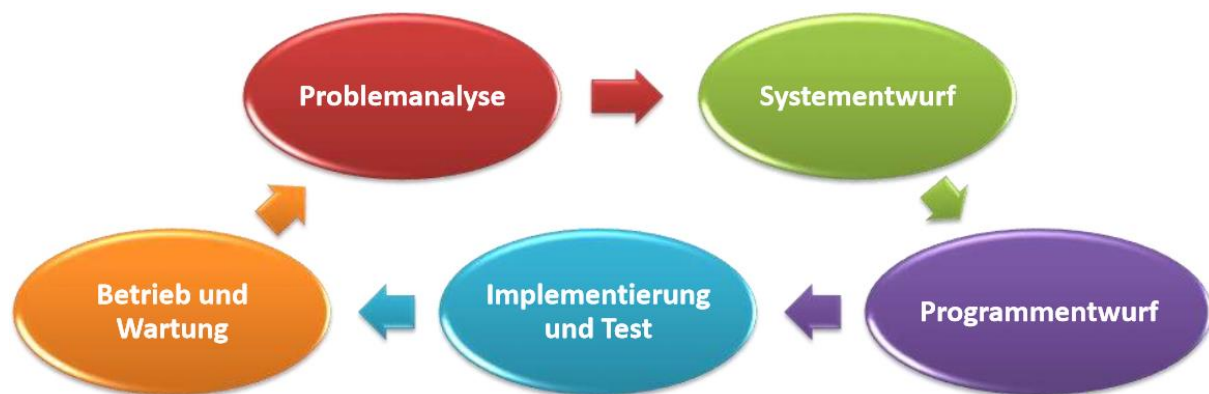 Problemanalyse
Systementwurf
Betrieb und
Wartung
Implementierung
und Test
Programmentwurf